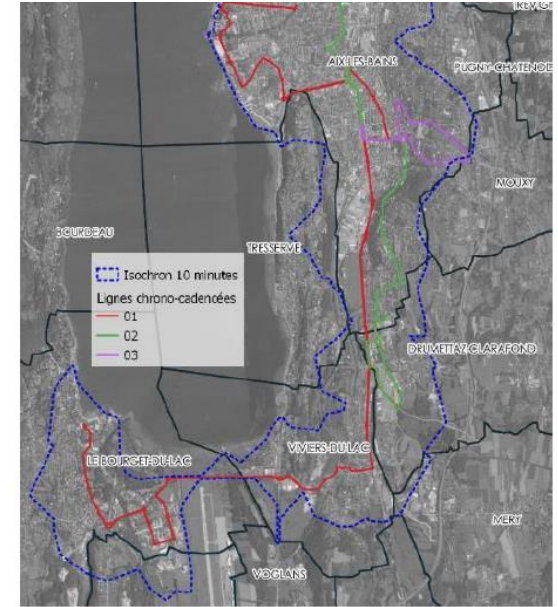 TREVIGN
AIX-LES-BAINS
PUGNY-CHATENOD
MOUXY
BOURDEAU
TRESSERVE
Isochron 10 minutes
Lignes chrono-cadencées
01
02
03
DRUMETTAZ-CLARAFOND
VIVIERS-DU-LAC
LE BOURGET-DU-LAC
MERY
VOGLANS